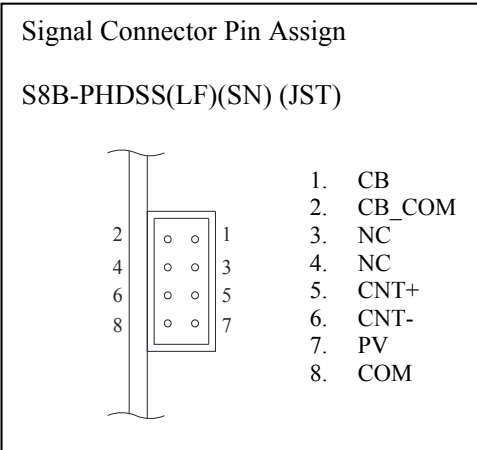 Signal Connector Pin Assign
S8B-PHDSS(LF)(SN) (JST)
1. CB
2. CB_COM
3. NC
4. NC
5. CNT+
6. CNT-
7. PV
8. COM
2 1
4 3
6 5
8 7